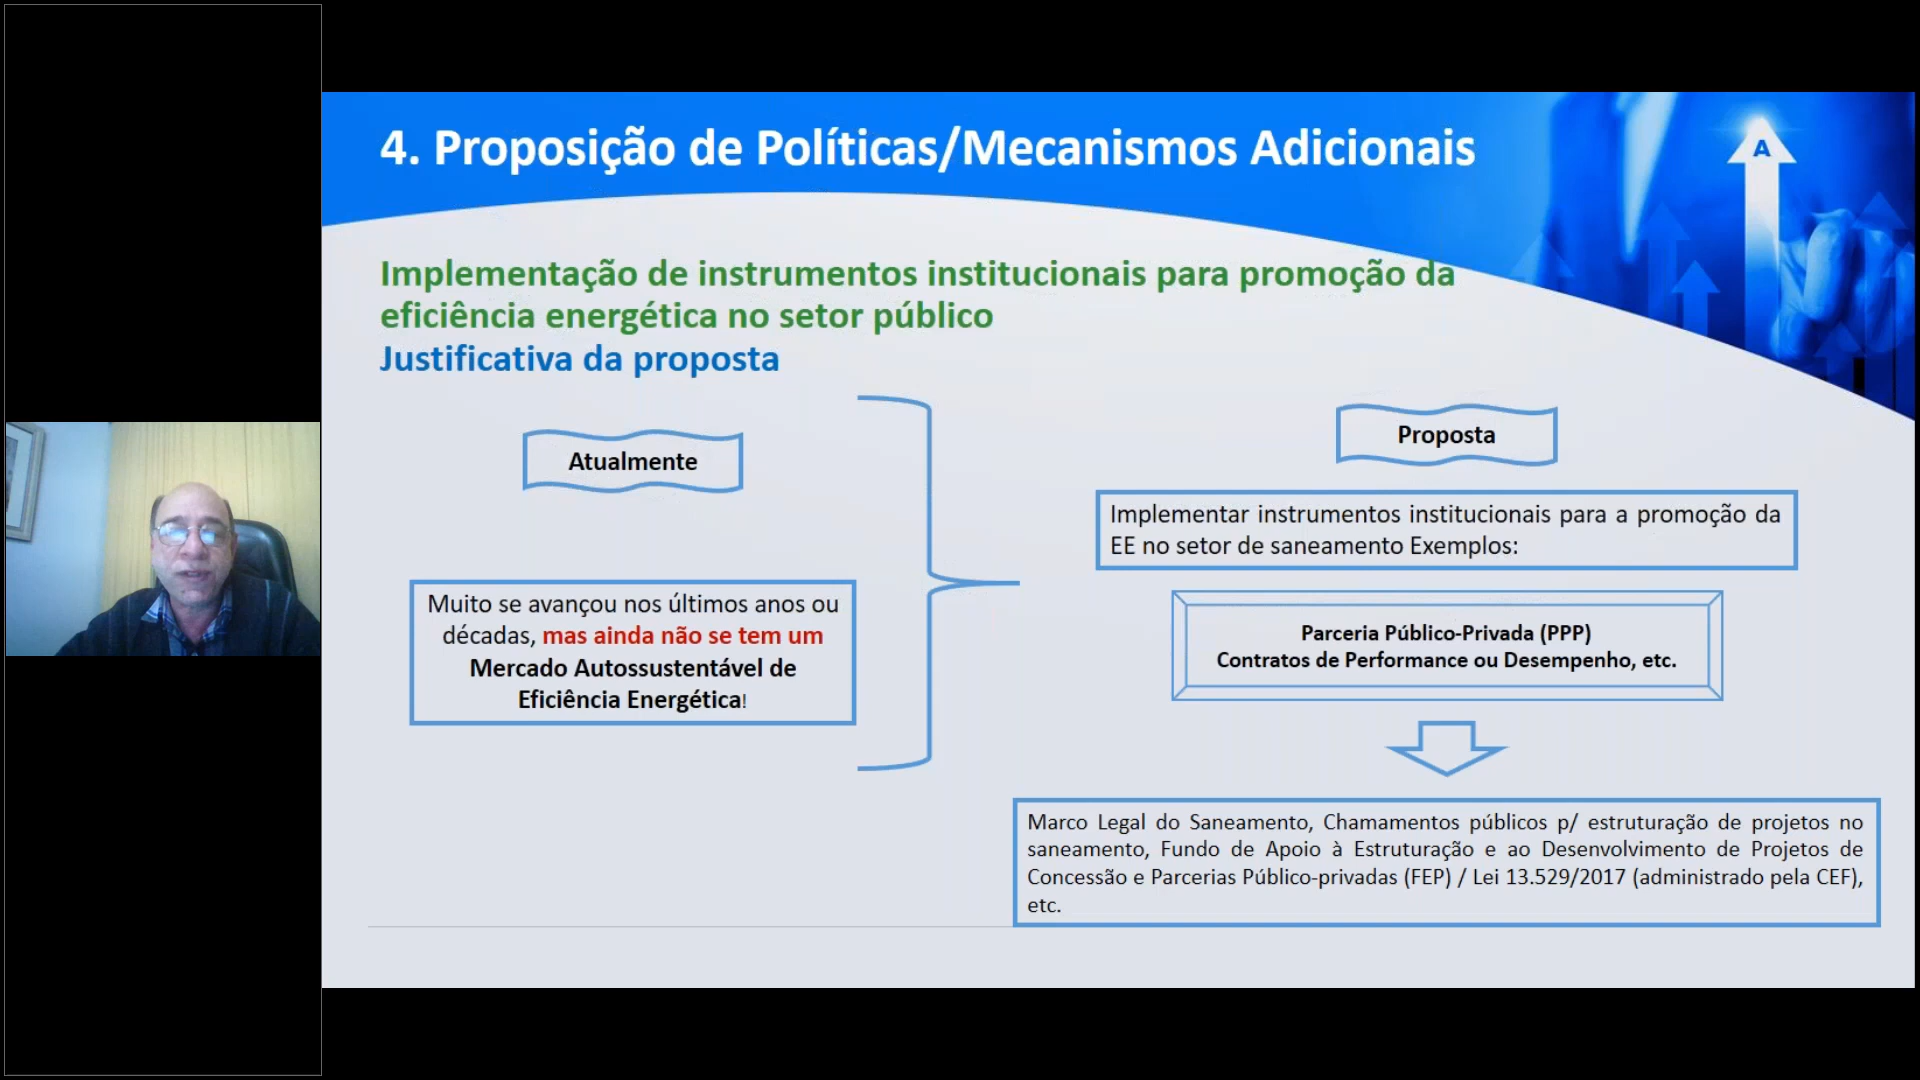 4. Proposição de Políticas/Mecanismos Adicionais
A
Implementação de instrumentos institucionais para promoção da
eficiência energética no setor público
Justificativa da proposta
Atualmente
Muito se avançou nos últimos anos ou
décadas, mas ainda não se tem um
Mercado Autossustentável de
Eficiência Energética!
Proposta
Implementar instrumentos institucionais para a promoção da
EE no setor de saneamento Exemplos:
Parceria Público-Privada (PPP)
Contratos de Performance ou Desempenho, etc.
Marco Legal do Saneamento, Chamamentos públicos p/ estruturação de projetos no
saneamento, Fundo de Apoio à Estruturação e ao Desenvolvimento de Projetos de
Concessão e Parcerias Público-privadas (FEP) / Lei 13.529/2017 (administrado pela CEF),
etc.